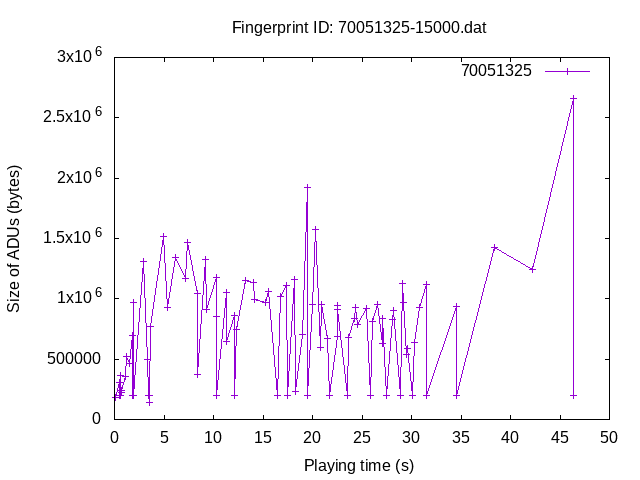 Fingerprint ID: 70051325-15000.dat
70051325
3x10^6
2.5x10^6
2x10^6
1.5x10^6
1x10^6
500000
0
Size of ADUs (bytes)
0 5 10 15 20 25 30 35 40 45 50
Playing time (s)